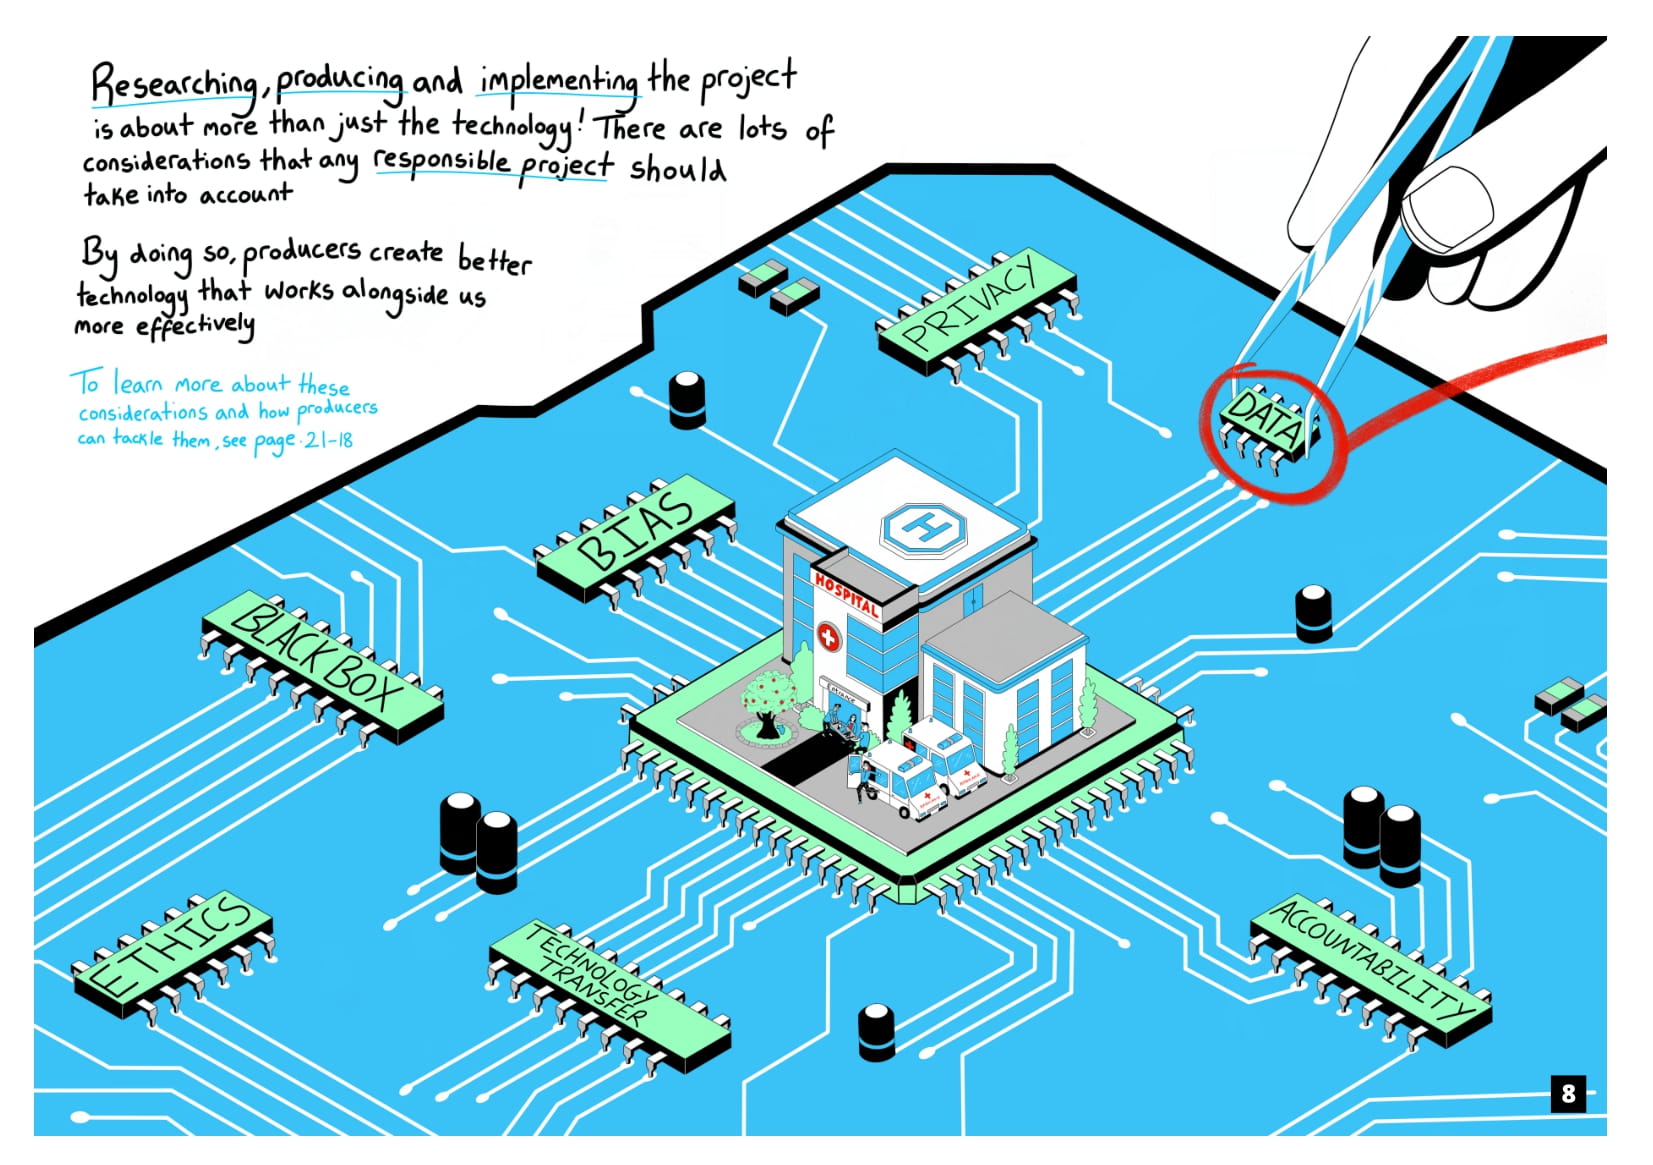 Researching, producing and implementing the project
is about more than just the technology! There are lots of
considerations that any responsible project should
take into account
By doing so, producers create better
technology that works alongside us
more effectively
To learn more about these
considerations and how producers
can tackle them, see page. 21-18
PRIVACY
DATA
BIAS
H
HOSPITAL
BLACK BOX
ETHICS
TECHNOLOGY
TRANSFER
ACCOUNTABILITY
8